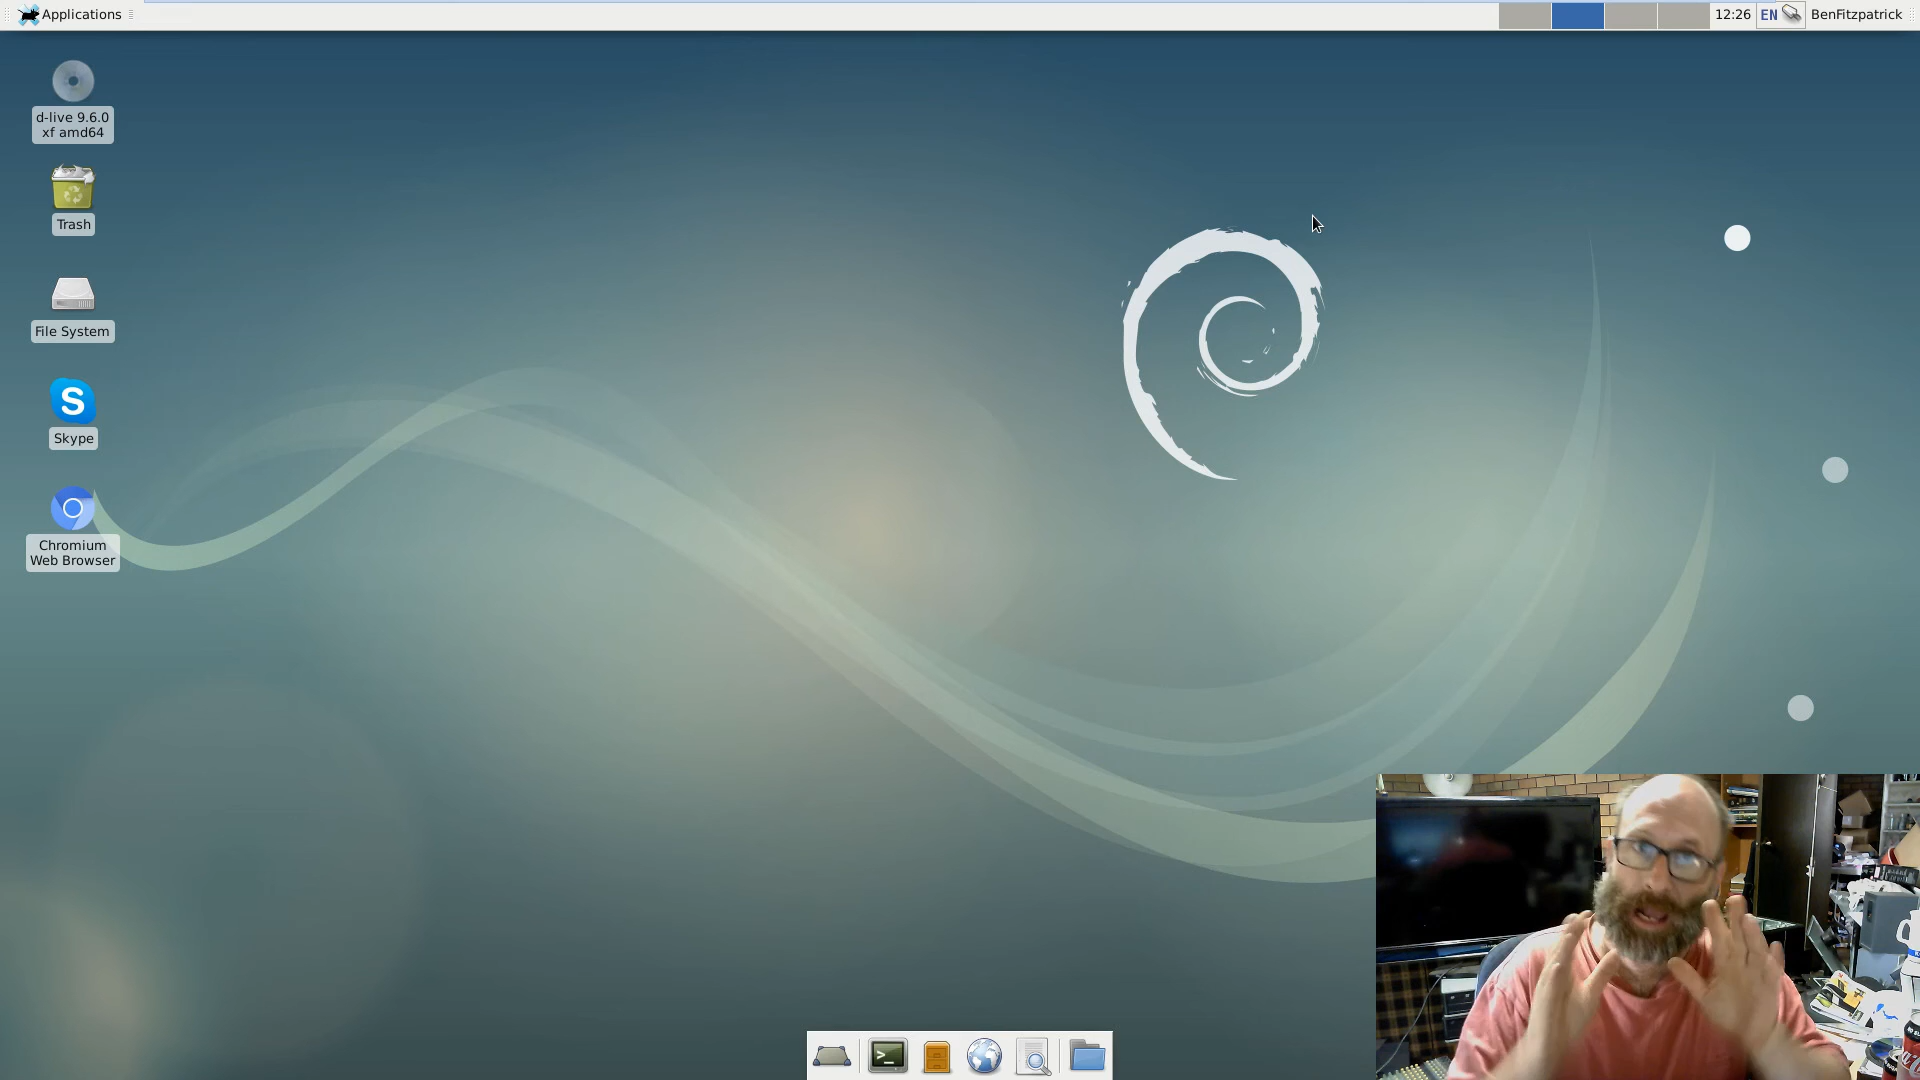 Applications
12:26
EN
BenFitzpatrick
d-live 9.6.0
xf amd64
Trash
File System
S
Skype
Chromium
Web Browser
>_